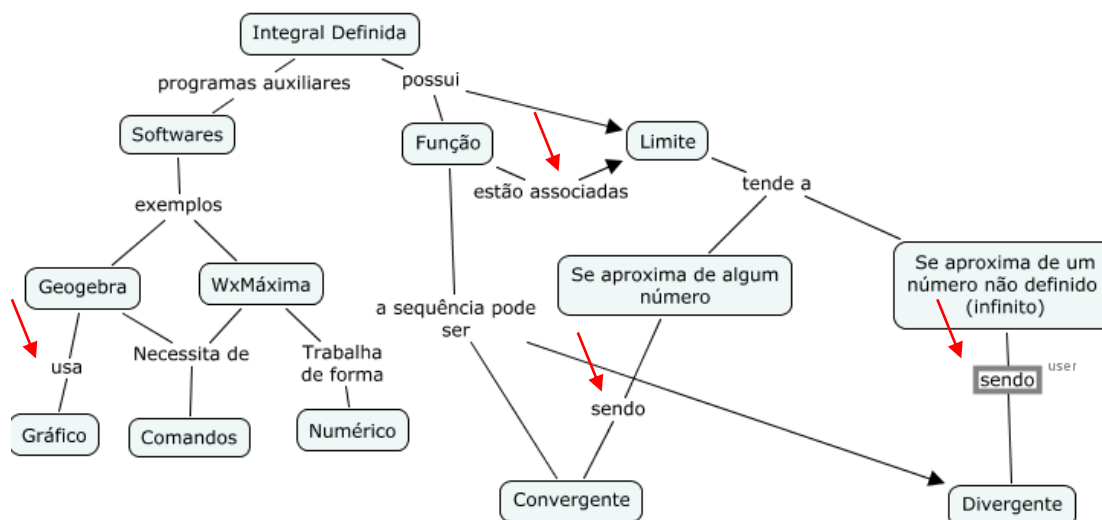 Integral Definida
programas auxiliares
possui
Softwares
Função
Limite
estão associadas
tende a
exemplos
Geogebra
WxMáxima
Se aproxima de algum
número
Se aproxima de um
número não definido
(infinito)
a sequência pode
ser
usa
Necessita de
Trabalha
de forma
sendo
sendo
user
Gráfico
Comandos
Numérico
Convergente
Divergente